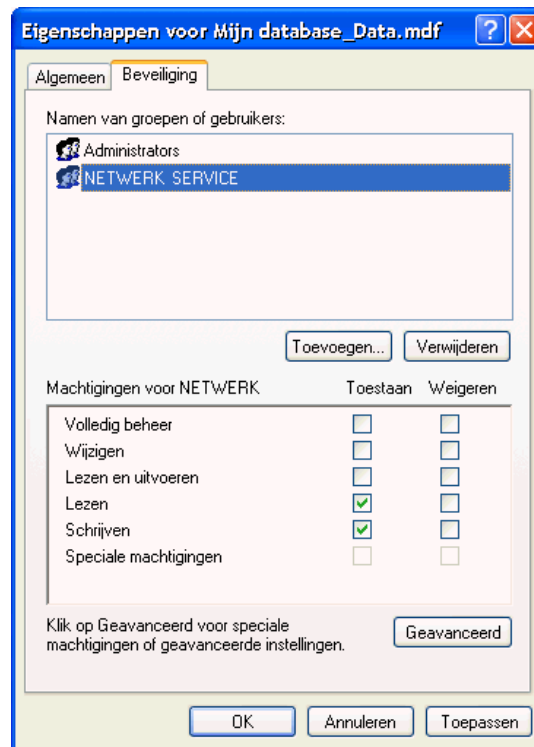 Eigenschappen voor Mijn database_Data.mdf
Algemeen Beveiliging
Namen van groepen of gebruikers:
Administrators
NETWERK SERVICE
Toevoegen... Verwijderen
Machtigingen voor NETWERK Toestaan Weigeren
Volledig beheer
Wijzigen
Lezen en uitvoeren
Lezen
Schrijven
Speciale machtigingen
Klik op Geavanceerd voor speciale
machtigingen of geavanceerde instellingen.
Geavanceerd
OK Annuleren Toepassen